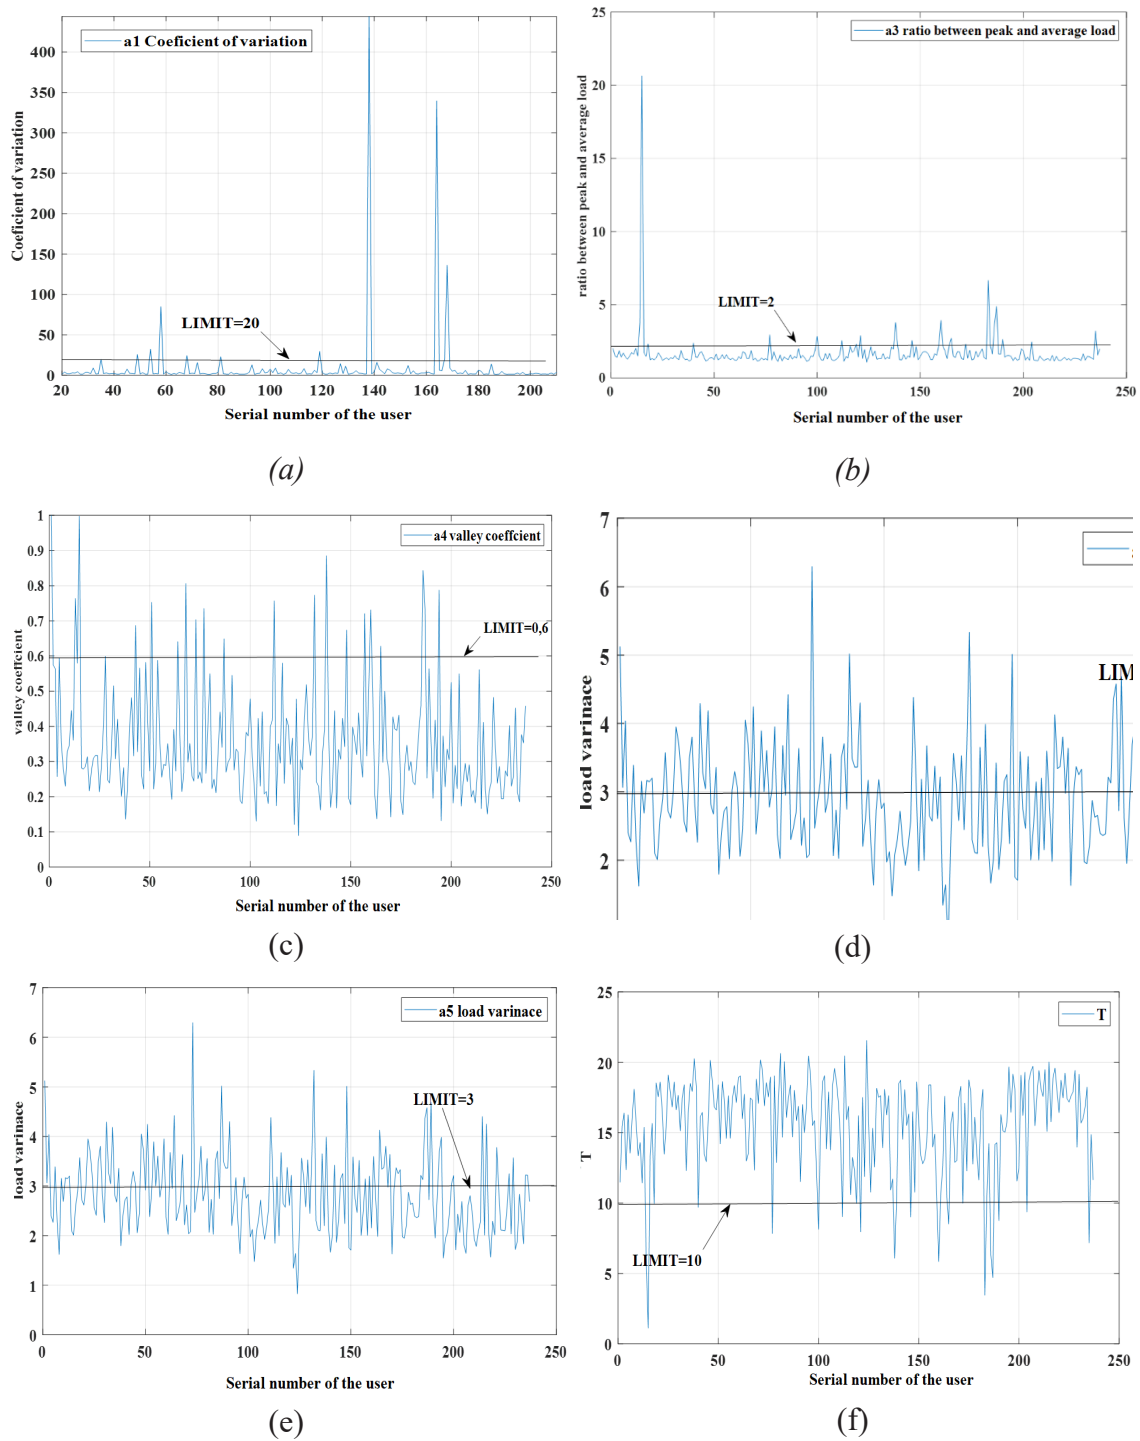 a1 Coeficient of variation
400
350
300
250
200
150
100
50
0
Coeficient of variation
LIMIT=20
20 40 60 80 100 120 140 160 180 200
Serial number of the user
(a)
a3 ratio between peak and average load
25
20
15
10
5
0
ratio between peak and average load
LIMIT=2
0 50 100 150 200 250
Serial number of the user
(b)
a4 valley coeffcient
1
0.9
0.8
0.7
0.6
0.5
0.4
0.3
0.2
0.1
0
valley coeffcient
LIMIT=0,6
0 50 100 150 200 250
Serial number of the user
(c)
7
6
5
4
3
2
load varinace
LIM
(d)
a5 load varinace
7
6
5
4
3
2
1
0
load varinace
LIMIT=3
0 50 100 150 200 250
Serial number of the user
(e)
T
25
20
15
10
5
0
T
LIMIT=10
0 50 100 150 200 250
Serial number of the user
(f)